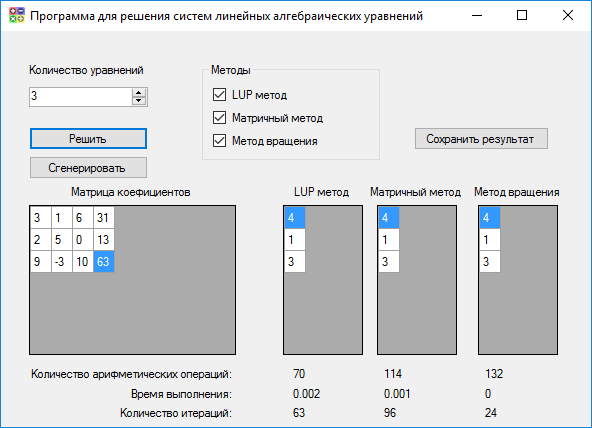 Программа для решения систем линейных алгебраических уравнений
Количество уравнений
3
Методы
LUP метод
Матричный метод
Метод вращения
Решить
Сгенерировать
Сохранить результат
Матрица коефициентов
LUP метод
Матричный метод
Метод вращения
3 1 6 31
2 5 0 13
9 -3 10 63
4
1
3
4
1
3
4
1
3
Количество арифметических операций: 70 114 132
Время выполнения: 0.002 0.001 0
Количество итераций: 63 96 24